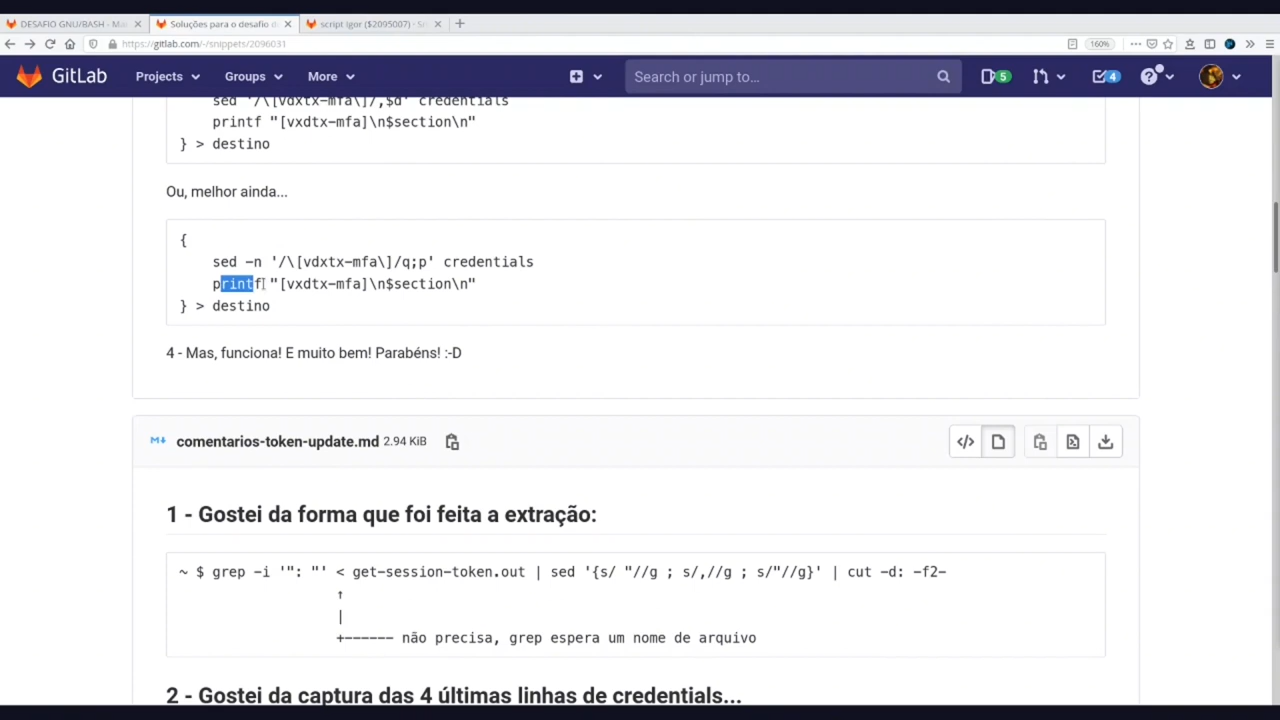 DESAFIO GNU/BASH - Ma
Soluções para o desafio d
script igor ($2095007) · Sn
https://gitlab.com/-/snippets/2096031
160%
GitLab
Projects
Groups
More
Search or jump to...
5
4
sed '/\[vdxtx-mfa\]/,$d' credentials
printf "[vxdtx-mfa]\n$section\n"
} > destino
Ou, melhor ainda...
{
sed -n '/\[vdxtx-mfa\]/q;p' credentials
printf "[vxdtx-mfa]\n$section\n"
} > destino
4 - Mas, funciona! E muito bem! Parabéns! :-D
M↓ comentarios-token-update.md 2.94 KiB
</>
1 - Gostei da forma que foi feita a extração:
~ $ grep -i '": "' < get-session-token.out | sed '{s/ "//g ; s/,//g ; s/"//g}' | cut -d: -f2-
↑
|
+------ não precisa, grep espera um nome de arquivo
2 - Gostei da captura das 4 últimas linhas de credentials...